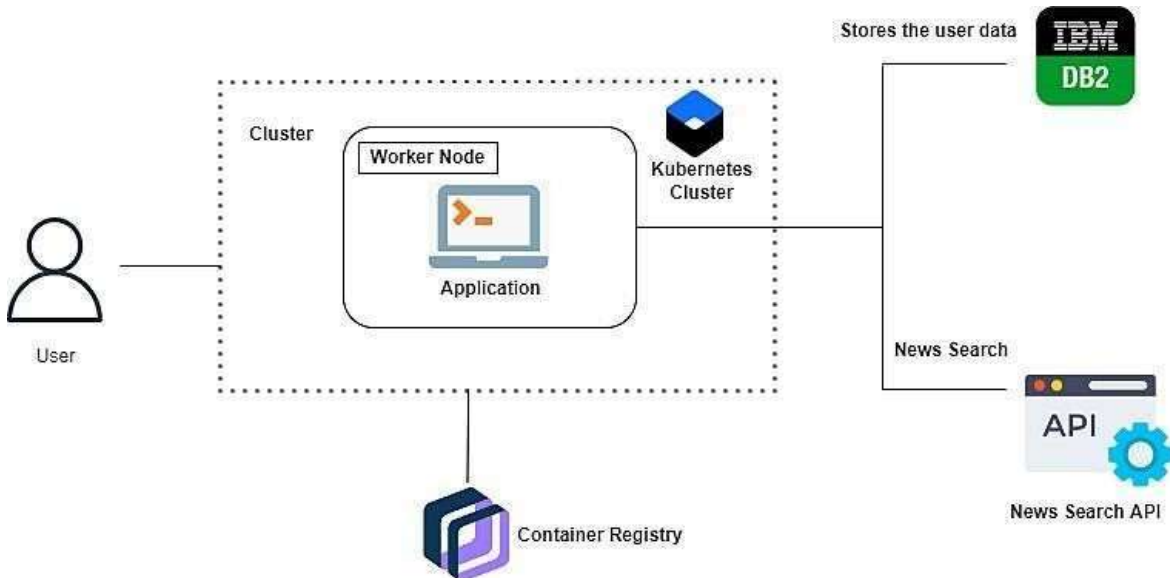 Stores the user data
IBM
DB2
Cluster
Worker Node
Kubernetes
Cluster
Application
User
News Search
API
News Search API
Container Registry